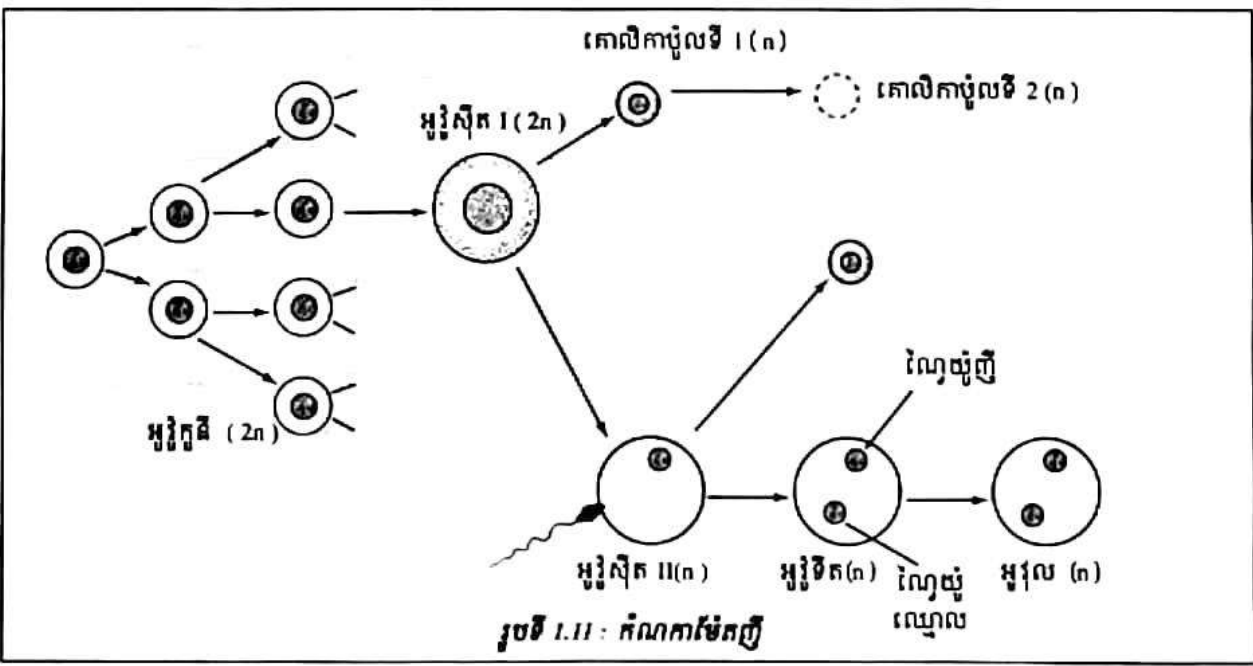 គោលិកាប៉ូលទី 1 (n)
គោលិកាប៉ូលទី 2 (n)
អូវ៉ូស៊ីត I ( 2n )
ណ្វៃយ៉ូញី
អូវ៉ូកូនី ( 2n )
អូវ៉ូស៊ីត II(n)
អូវ៉ូទីត(n)
ណ្វៃយ៉ូ
ឈ្មោល
អូវុល (n)
រូបទី 1.11 : កំណកាម៉ែតញី